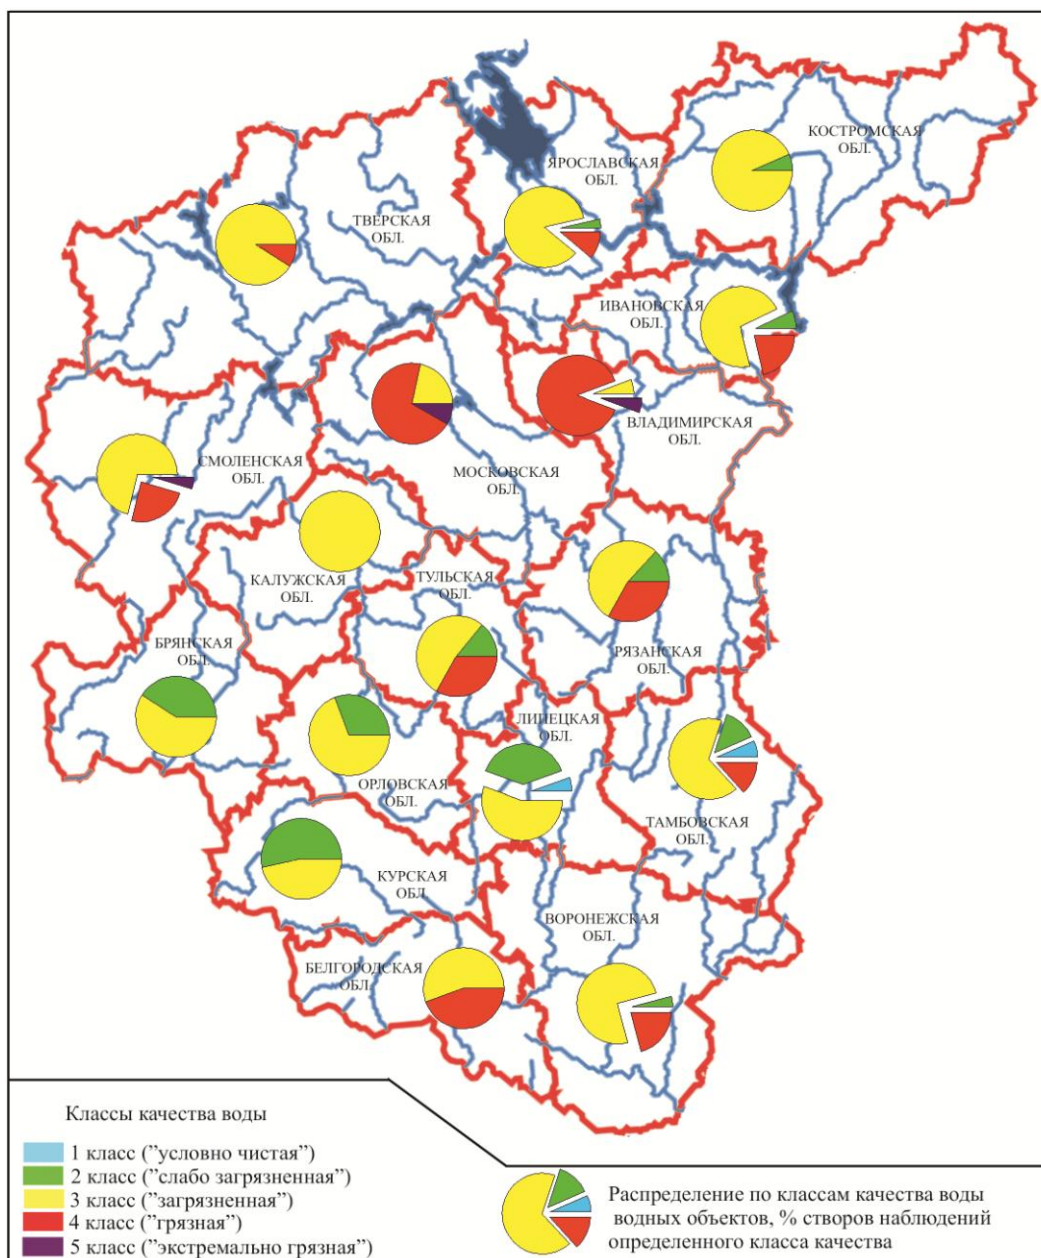 КОСТРОМСКАЯ
ОБЛ.
ЯРОСЛАВСКАЯ
ОБЛ.
ТВЕРСКАЯ
ОБЛ.
ИВАНОВСКАЯ
ОБЛ.
ВЛАДИМИРСКАЯ
ОБЛ.
СМОЛЕНСКАЯ
ОБЛ.
МОСКОВСКАЯ
ОБЛ.
КАЛУЖСКАЯ
ОБЛ.
ТУЛЬСКАЯ
ОБЛ.
БРЯНСКАЯ
ОБЛ.
РЯЗАНСКАЯ
ОБЛ.
ЛИПЕЦКАЯ
ОБЛ.
ОРЛОВСКАЯ
ОБЛ.
ТАМБОВСКАЯ
ОБЛ.
КУРСКАЯ
ОБЛ
ВОРОНЕЖСКАЯ
ОБЛ.
БЕЛГОРОДСКАЯ
ОБЛ.
Классы качества воды
1 класс (”условно чистая”)
2 класс (”слабо загрязненная”)
3 класс (”загрязненная”)
4 класс (”грязная”)
5 класс (”экстремально грязная”)
Распределение по классам качества воды
водных объектов, % створов наблюдений
определенного класса качества